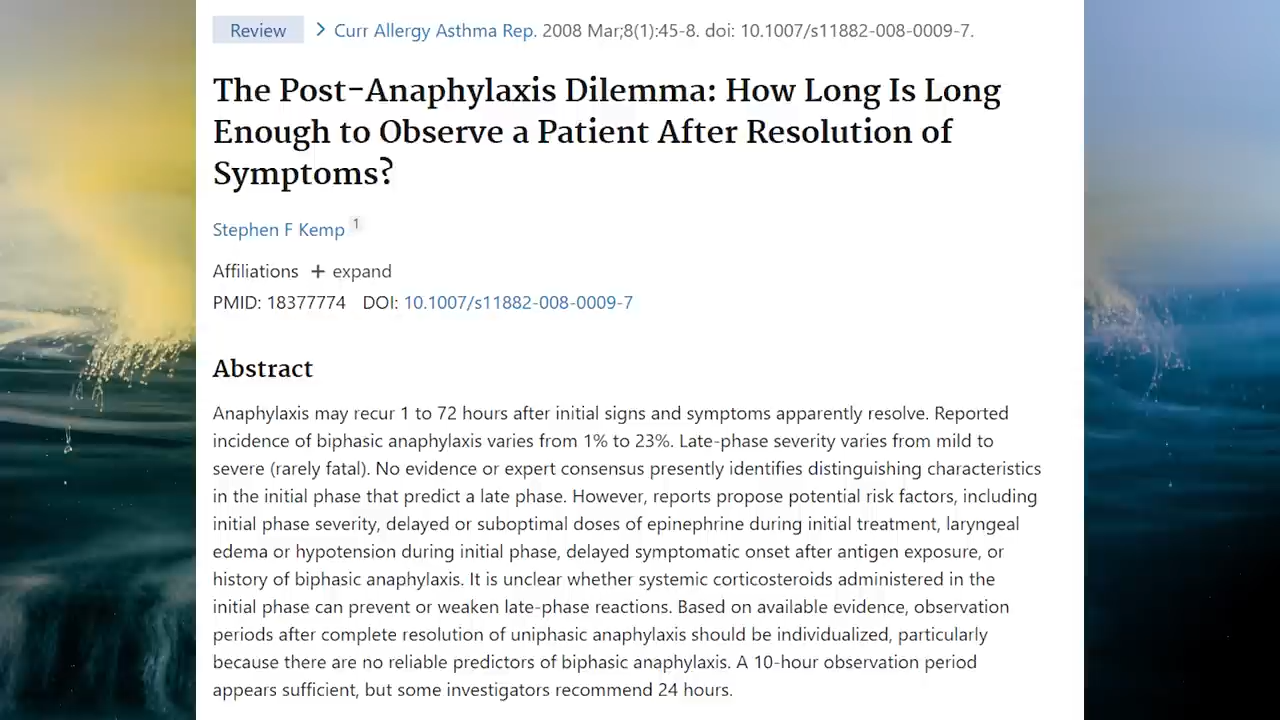 Review > Curr Allergy Asthma Rep. 2008 Mar;8(1):45-8. doi: 10.1007/s11882-008-0009-7.
The Post-Anaphylaxis Dilemma: How Long Is Long
Enough to Observe a Patient After Resolution of
Symptoms?
Stephen F Kemp 1
Affiliations + expand
PMID: 18377774 DOI: 10.1007/s11882-008-0009-7
Abstract
Anaphylaxis may recur 1 to 72 hours after initial signs and symptoms apparently resolve. Reported
incidence of biphasic anaphylaxis varies from 1% to 23%. Late-phase severity varies from mild to
severe (rarely fatal). No evidence or expert consensus presently identifies distinguishing characteristics
in the initial phase that predict a late phase. However, reports propose potential risk factors, including
initial phase severity, delayed or suboptimal doses of epinephrine during initial treatment, laryngeal
edema or hypotension during initial phase, delayed symptomatic onset after antigen exposure, or
history of biphasic anaphylaxis. It is unclear whether systemic corticosteroids administered in the
initial phase can prevent or weaken late-phase reactions. Based on available evidence, observation
periods after complete resolution of uniphasic anaphylaxis should be individualized, particularly
because there are no reliable predictors of biphasic anaphylaxis. A 10-hour observation period
appears sufficient, but some investigators recommend 24 hours.